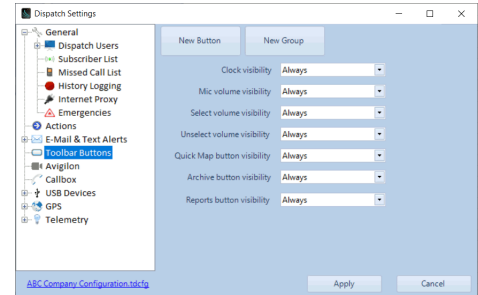 Dispatch Settings
General
Dispatch Users
Subscriber List
Missed Call List
History Logging
Internet Proxy
Emergencies
Actions
E-Mail & Text Alerts
Toolbar Buttons
Avigilon
Callbox
USB Devices
GPS
Telemetry
New Button New Group
Clock visibility Always
Mic volume visibility Always
Select volume visibility Always
Unselect volume visibility Always
Quick Map button visibility Always
Archive button visibility Always
Reports button visibility Always
ABC Company Configuration.tdcfg Apply Cancel